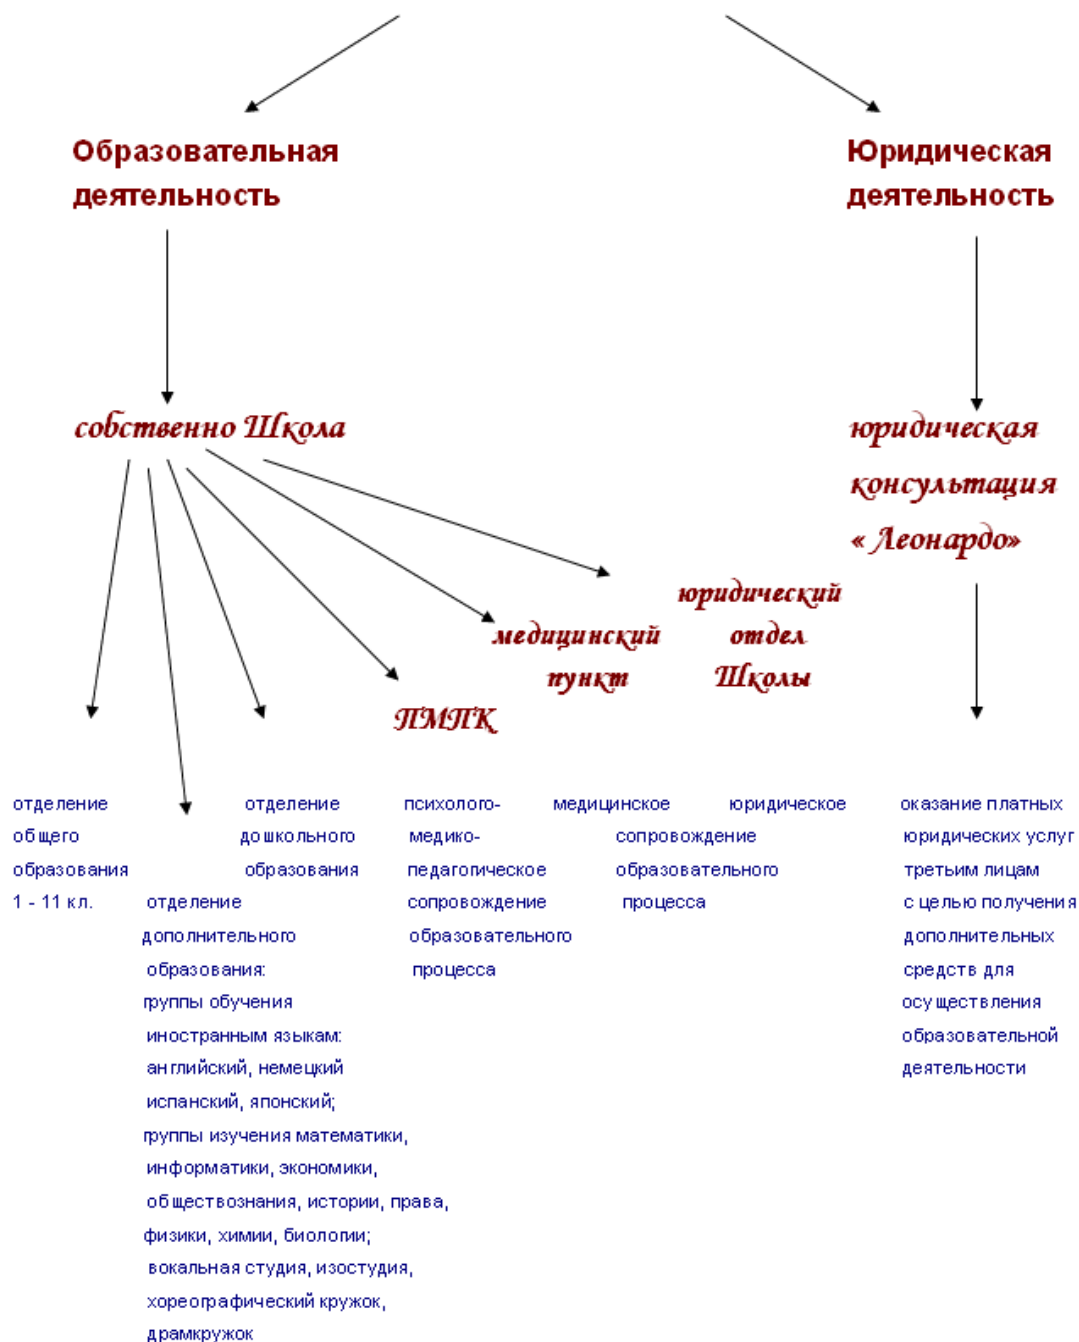 Образовательная
деятельность
Юридическая
деятельность
собственно Школа
юридическая
консультация
« Леонардо»
юридический
отдел
Школы
медицинский
пункт
ПМПК
отделение
общего
образования
1 - 11 кл.
отделение
дополнительного
образования:
группы обучения
иностранным языкам:
английский, немецкий
испанский, японский;
группы изучения математики,
информатики, экономики,
обществознания, истории, права,
физики, химии, биологии;
вокальная студия, изостудия,
хореографический кружок,
драмкружок
отделение
дошкольного
образования
психолого-
медико-
педагогическое
сопровождение
образовательного
процесса
медицинское юридическое
сопровождение
образовательного
процесса
оказание платных
юридических услуг
третьим лицам
с целью получения
дополнительных
средств для
осуществления
образовательной
деятельности